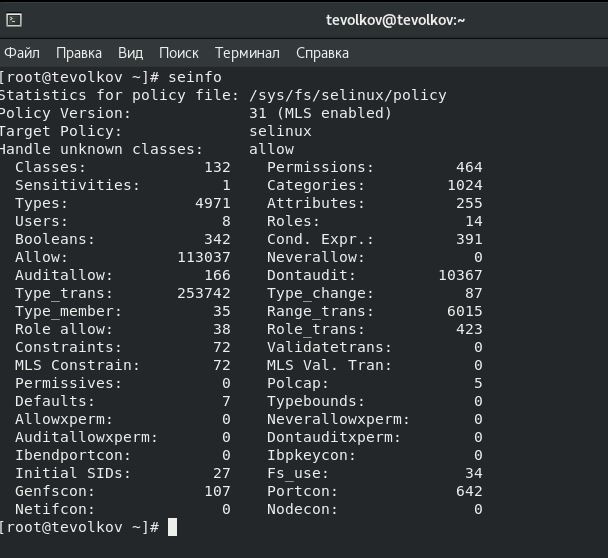 tevolkov@tevolkov:~
Файл Правка Вид Поиск Терминал Справка
[root@tevolkov ~]# seinfo
Statistics for policy file: /sys/fs/selinux/policy
Policy Version: 31 (MLS enabled)
Target Policy: selinux
Handle unknown classes: allow
Classes: 132 Permissions: 464
Sensitivities: 1 Categories: 1024
Types: 4971 Attributes: 255
Users: 8 Roles: 14
Booleans: 342 Cond. Expr.: 391
Allow: 113037 Neverallow: 0
Auditallow: 166 Dontaudit: 10367
Type_trans: 253742 Type_change: 87
Type_member: 35 Range_trans: 6015
Role allow: 38 Role_trans: 423
Constraints: 72 Validatetrans: 0
MLS Constrain: 72 MLS Val. Tran: 0
Permissives: 0 Polcap: 5
Defaults: 7 Typebounds: 0
Allowxperm: 0 Neverallowxperm: 0
Auditallowxperm: 0 Dontauditxperm: 0
Ibendportcon: 0 Ibpkeycon: 0
Initial SIDs: 27 Fs_use: 34
Genfscon: 107 Portcon: 642
Netifcon: 0 Nodecon: 0
[root@tevolkov ~]#